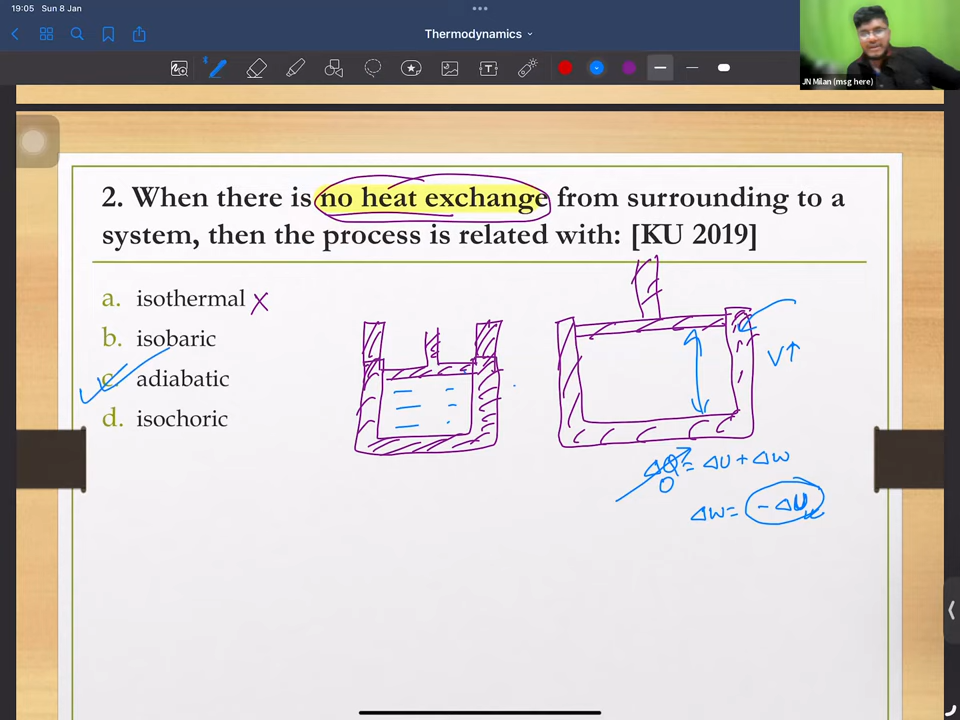 19:05 Sun 8 Jan
Thermodynamics
JN Milan (msg here)
2. When there is no heat exchange from surrounding to a
system, then the process is related with: [KU 2019]
a. isothermal X
b. isobaric
c. adiabatic
d. isochoric
V↑
ΔQ = ΔU + ΔW
0
ΔW = -ΔU